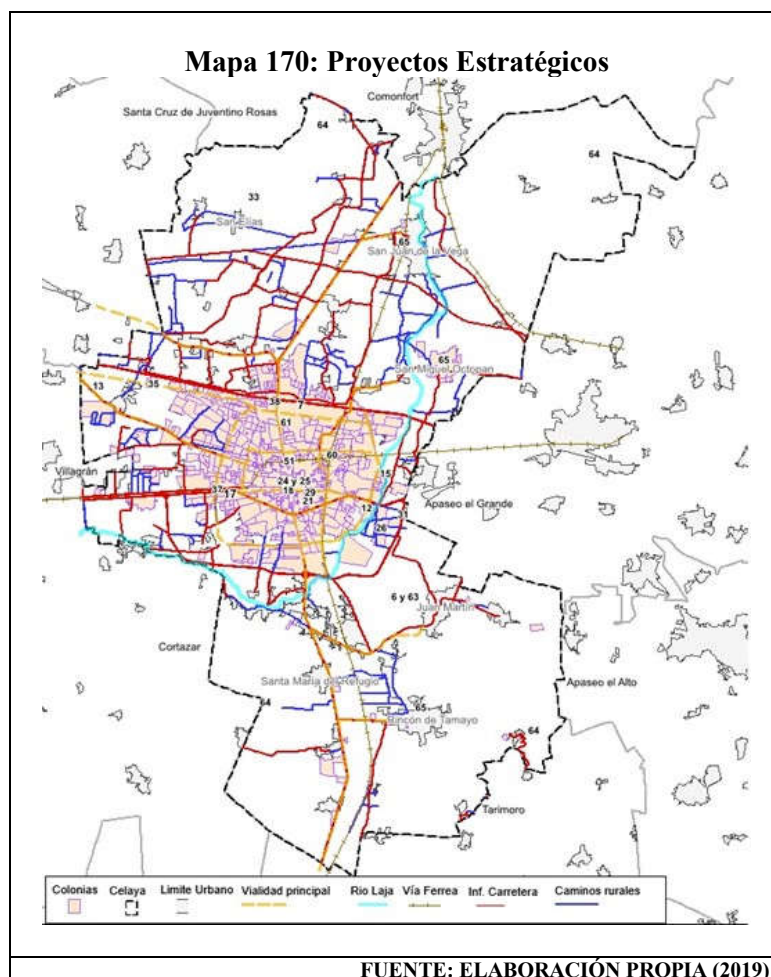 Mapa 170: Proyectos Estratégicos
Comonfort
Santa Cruz de Juventino Rosas
64
64
33
San Elías
65
San Juan de la Vega
65
San Miguel Octopan
13
35
38
7
61
51
60
Villagrán
15
24 y 25
32
17
18
29
21
12
Apaseo el Grande
31
26
6 y 63
Juan Martín
Cortazar
Santa María del Refugio
Apaseo el Alto
64
65
Rincón de Tamayo
64
Tarimoro
Colonias
Celaya
Limite Urbano
Vialidad principal
Rio Laja
Vía Ferrea
Inf. Carretera
Caminos rurales
FUENTE: ELABORACIÓN PROPIA (2019)